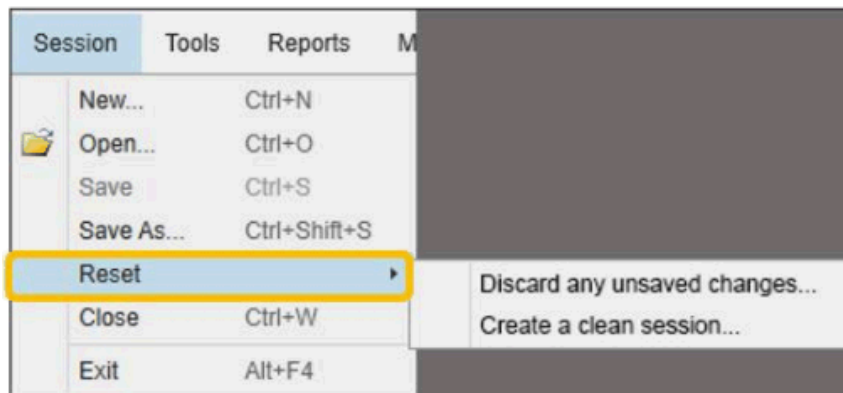 Session Tools Reports M
New... Ctrl+N
Open... Ctrl+O
Save Ctrl+S
Save As... Ctrl+Shift+S
Reset
Discard any unsaved changes...
Close Ctrl+W
Create a clean session...
Exit Alt+F4